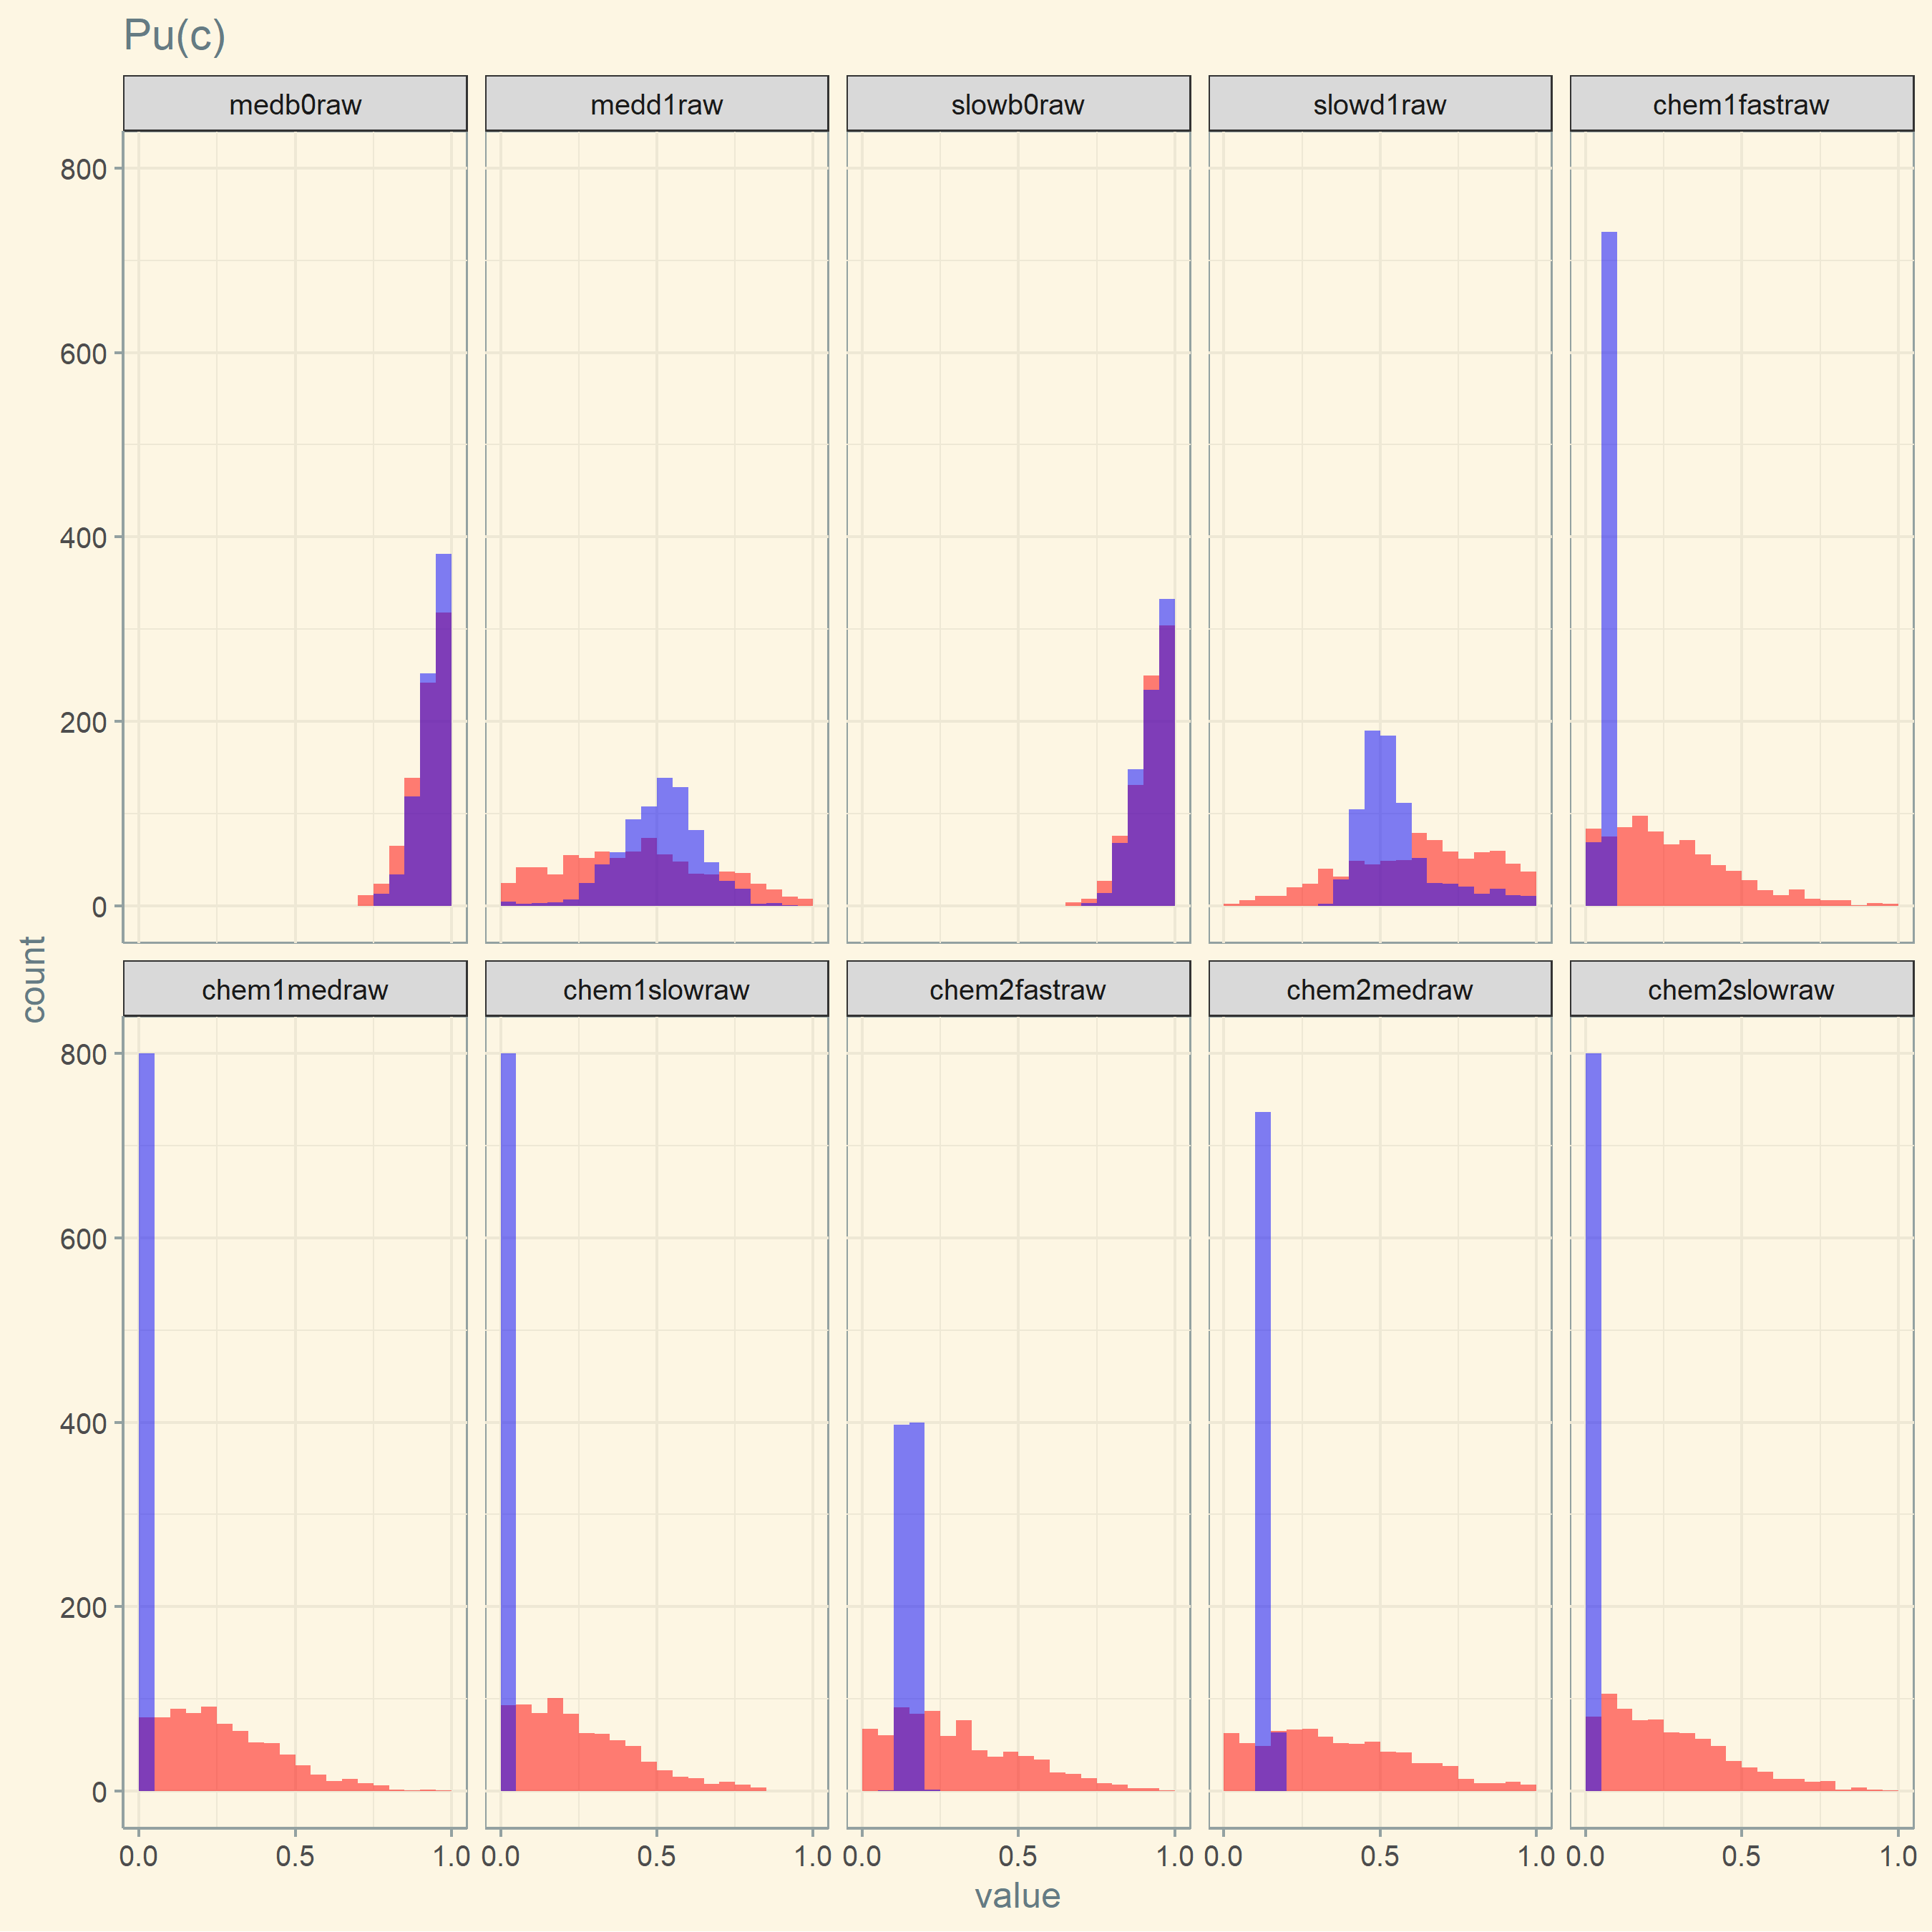 Pu(c)
medb0raw medd1raw slowb0raw slowd1raw chem1fastraw
800
600
400
200
0
count
chem1medraw chem1slowraw chem2fastraw chem2medraw chem2slowraw
800
600
400
200
0
0.0 0.5 1.0 0.0 0.5 1.0 0.0 0.5 1.0 0.0 0.5 1.0 0.0 0.5 1.0
value